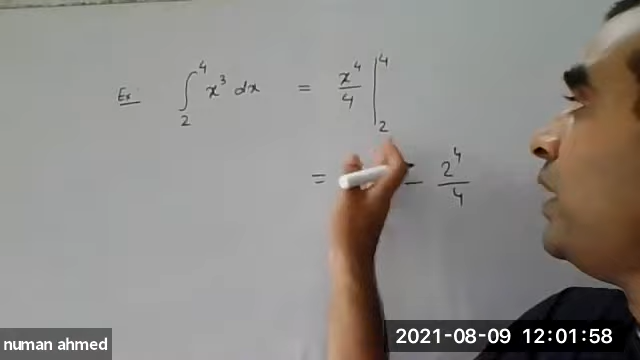 Ex: ∫₂⁴ x³ dx = x⁴/4 |₂⁴
= − 2⁴/4
numan ahmed
2021-08-09 12:01:58